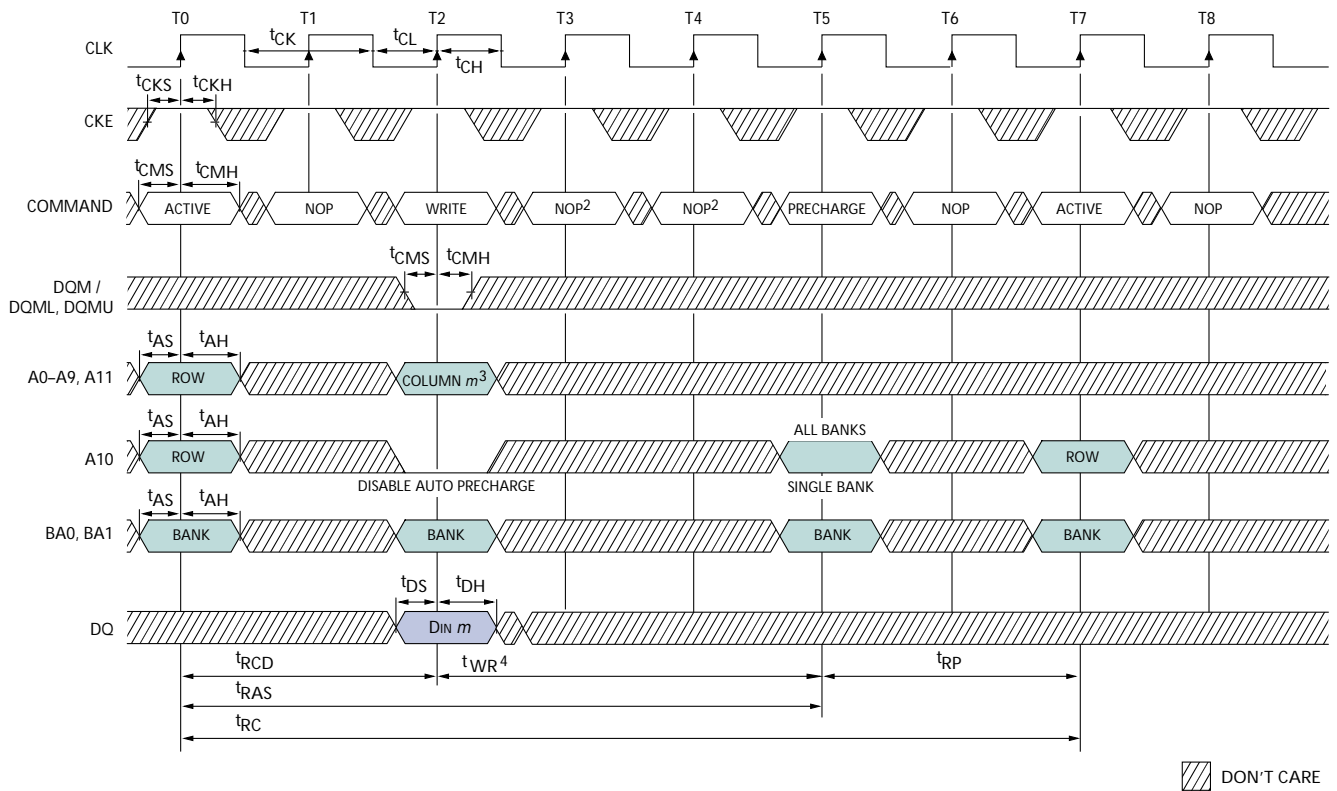 T0 T1 T2 T3 T4 T5 T6 T7 T8
CLK
tCK tCL
tCH
tCKS tCKH
CKE
tCMS tCMH
COMMAND ACTIVE NOP WRITE NOP2 NOP2 PRECHARGE NOP ACTIVE NOP
tCMS tCMH
DQM /
DQML, DQMU
tAS tAH
A0–A9, A11 ROW COLUMN m3
tAS tAH ALL BANKS
A10 ROW ROW
DISABLE AUTO PRECHARGE SINGLE BANK
tAS tAH
BA0, BA1 BANK BANK BANK BANK
tDS tDH
DQ DIN m
tRCD tWR4 tRP
tRAS
tRC
DON'T CARE